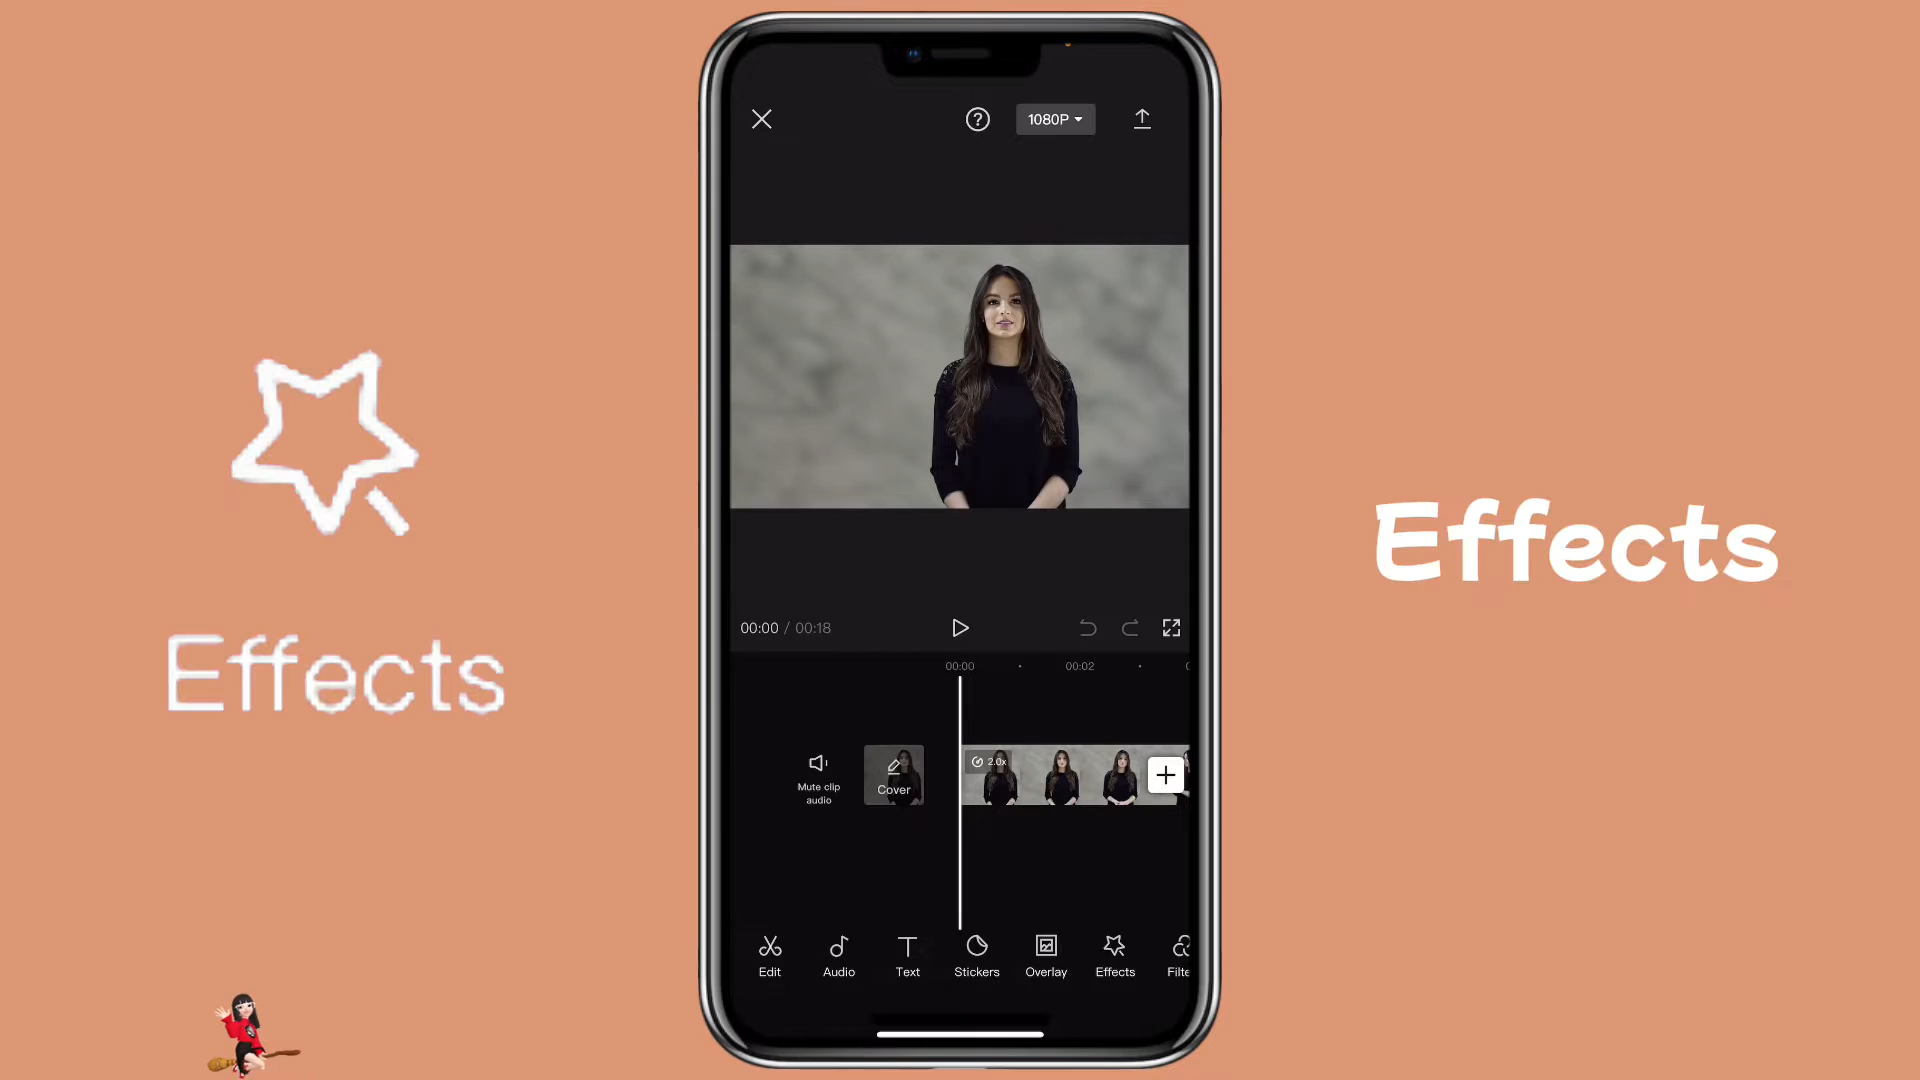 1080P
Effects
Effects
00:00 / 00:18
00:00
00:02
2.0x
Mute clip
audio
Cover
Edit
Audio
Text
Stickers
Overlay
Effects
Filte